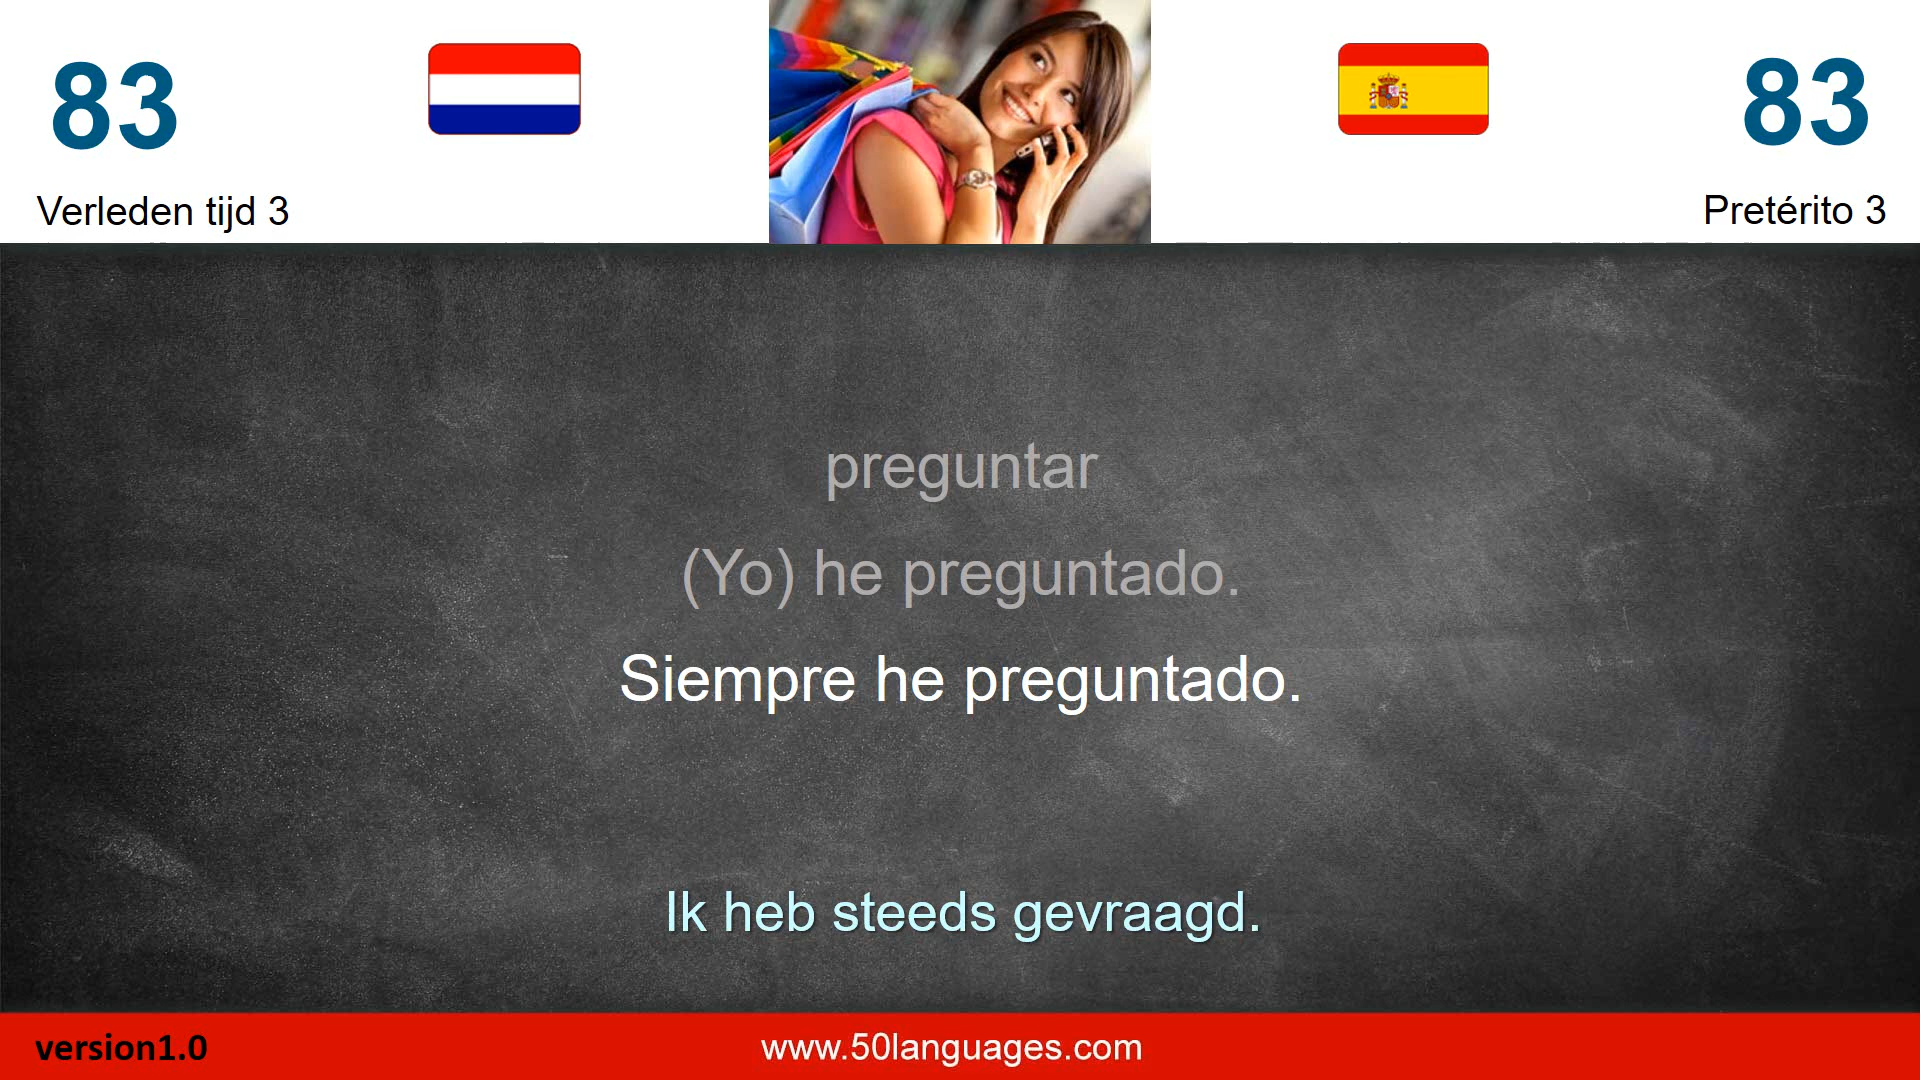 83
83
Verleden tijd 3
Pretérito 3
preguntar
(Yo) he preguntado.
Siempre he preguntado.
Ik heb steeds gevraagd.
version1.0
www.50languages.com